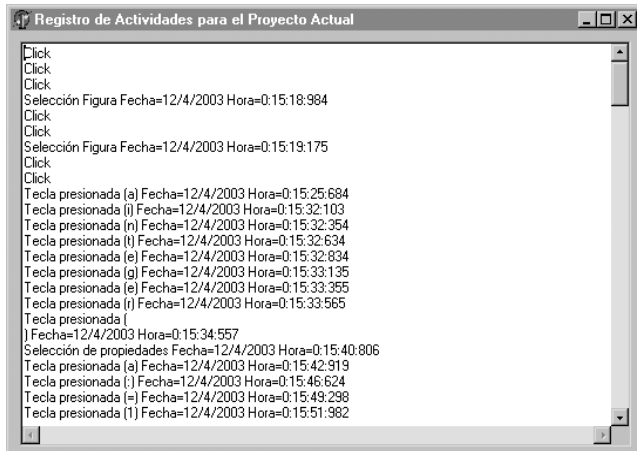 Registro de Actividades para el Proyecto Actual
Click
Click
Click
Selección Figura Fecha=12/4/2003 Hora=0:15:18:984
Click
Click
Selección Figura Fecha=12/4/2003 Hora=0:15:19:175
Click
Click
Tecla presionada (a) Fecha=12/4/2003 Hora=0:15:25:684
Tecla presionada (i) Fecha=12/4/2003 Hora=0:15:32:103
Tecla presionada (n) Fecha=12/4/2003 Hora=0:15:32:354
Tecla presionada (t) Fecha=12/4/2003 Hora=0:15:32:634
Tecla presionada (e) Fecha=12/4/2003 Hora=0:15:32:834
Tecla presionada (g) Fecha=12/4/2003 Hora=0:15:33:135
Tecla presionada (e) Fecha=12/4/2003 Hora=0:15:33:355
Tecla presionada (r) Fecha=12/4/2003 Hora=0:15:33:565
Tecla presionada (
) Fecha=12/4/2003 Hora=0:15:34:557
Selección de propiedades Fecha=12/4/2003 Hora=0:15:40:806
Tecla presionada (a) Fecha=12/4/2003 Hora=0:15:42:919
Tecla presionada (:) Fecha=12/4/2003 Hora=0:15:46:624
Tecla presionada (=) Fecha=12/4/2003 Hora=0:15:49:298
Tecla presionada (1) Fecha=12/4/2003 Hora=0:15:51:982